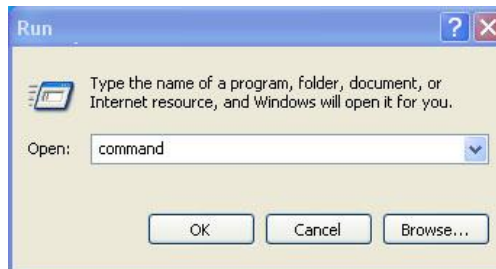 Run
Type the name of a program, folder, document, or
Internet resource, and Windows will open it for you.
Open: command
OK Cancel Browse...